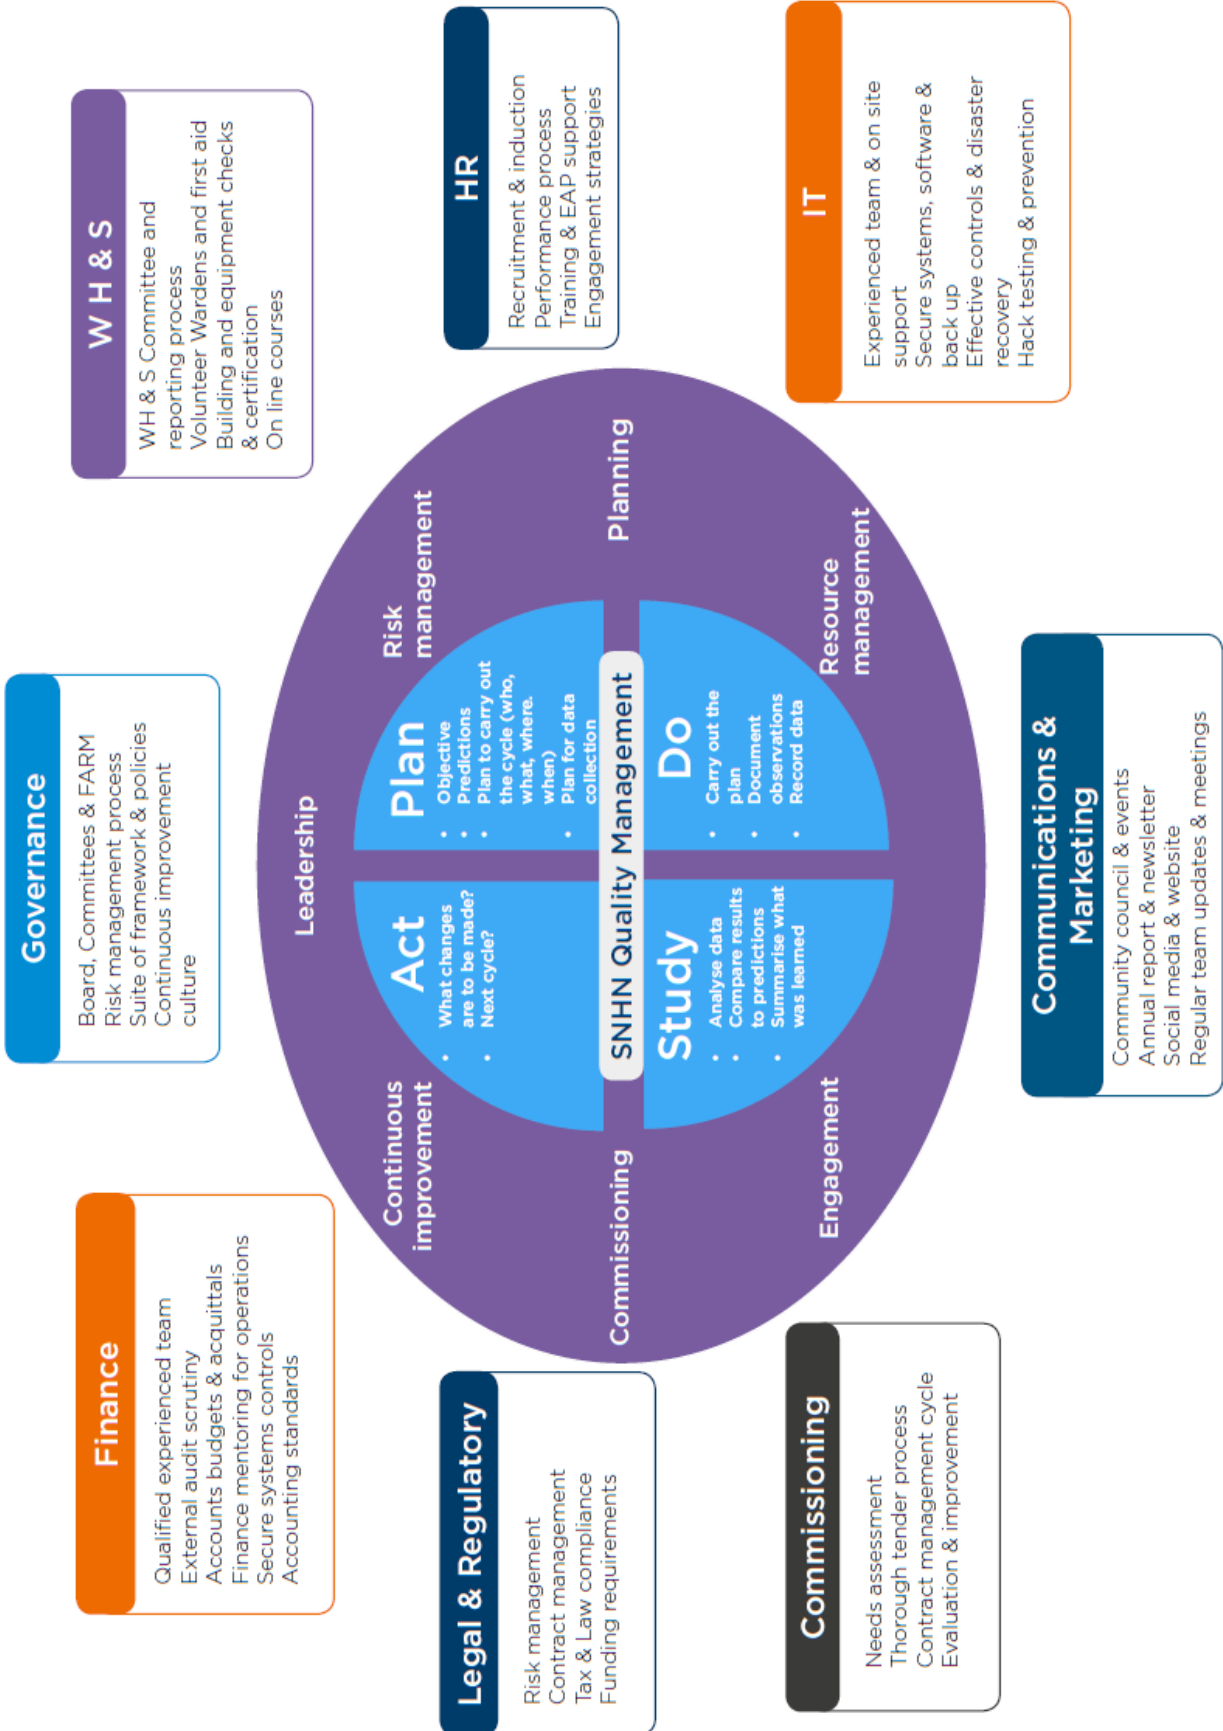 Governance
Board, Committees & FARM
Risk management process
Suite of framework & policies
Continuous improvement
culture
Finance
Qualified experienced team
External audit scrutiny
Accounts budgets & acquittals
Finance mentoring for operations
Secure systems controls
Accounting standards
W H & S
WH & S Committee and
reporting process
Volunteer Wardens and first aid
Building and equipment checks
& certification
On line courses
Legal & Regulatory
Risk management
Contract management
Tax & Law compliance
Funding requirements
HR
Recruitment & induction
Performance process
Training & EAP support
Engagement strategies
Leadership
Continuous
improvement
Risk
management
Act
• What changes
are to be made?
• Next cycle?
Plan
• Objective
• Predictions
• Plan to carry out
the cycle (who,
what, where.
when)
• Plan for data
collection
Commissioning
SNHN Quality Management
Planning
Study
• Analyse data
• Compare results
to predictions
• Summarise what
was learned
Do
• Carry out the
plan
• Document
observations
• Record data
Engagement
Resource
management
Commissioning
Needs assessment
Thorough tender process
Contract management cycle
Evaluation & improvement
IT
Experienced team & on site
support
Secure systems, software &
back up
Effective controls & disaster
recovery
Hack testing & prevention
Communications &
Marketing
Community council & events
Annual report & newsletter
Social media & website
Regular team updates & meetings